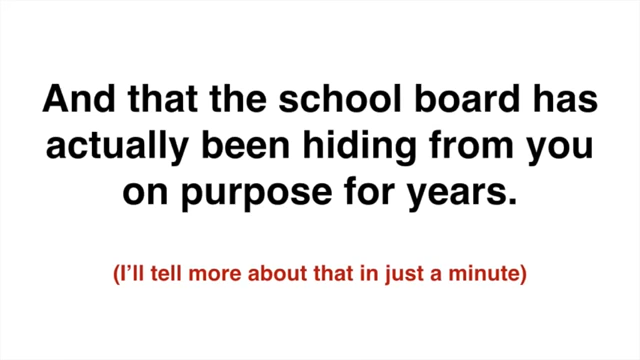 And that the school board has
actually been hiding from you
on purpose for years.
(I’ll tell more about that in just a minute)